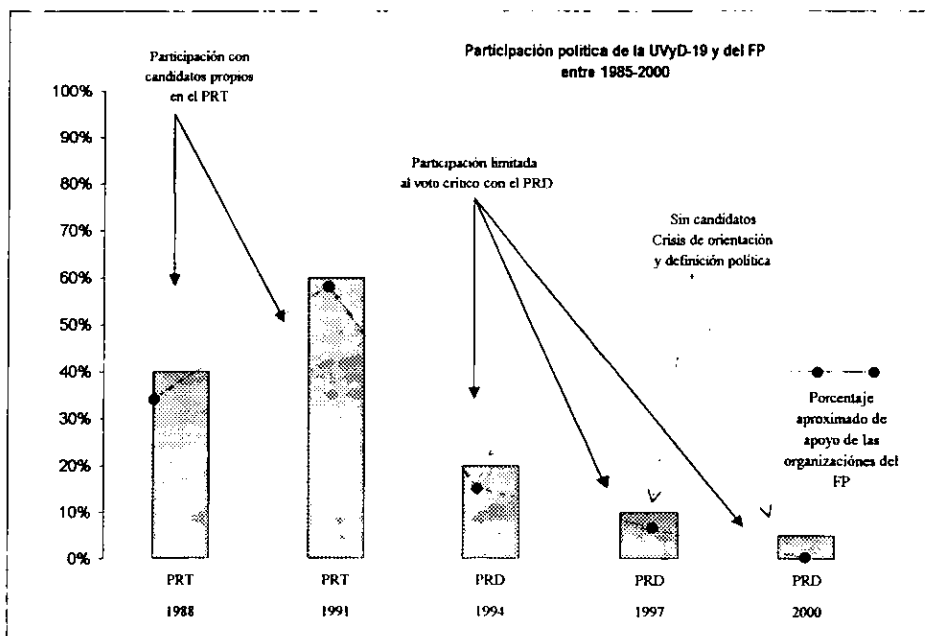 Participación política de la UVyD-19 y del FP
entre 1985-2000
Participación con
candidatos propios
en el PRT
Participación limitada
al voto crítico con el PRD
Sin candidatos
Crisis de orientación
y definición política
100%
90%
80%
70%
60%
50%
40%
30%
20%
10%
0%
Porcentaje
aproximado de
apoyo de las
organizaciónes del
FP
PRT PRT PRD PRD PRD
1988 1991 1994 1997 2000